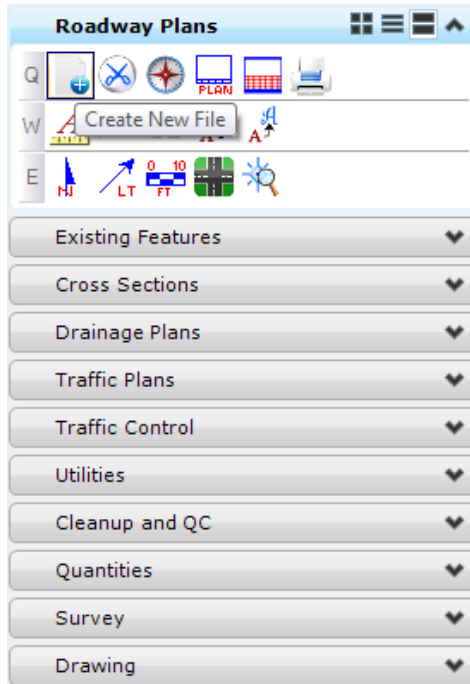 Roadway Plans
Q
PLAN
W
Create New File
A
A
E
N
LT
0 10
FT
Existing Features
Cross Sections
Drainage Plans
Traffic Plans
Traffic Control
Utilities
Cleanup and QC
Quantities
Survey
Drawing